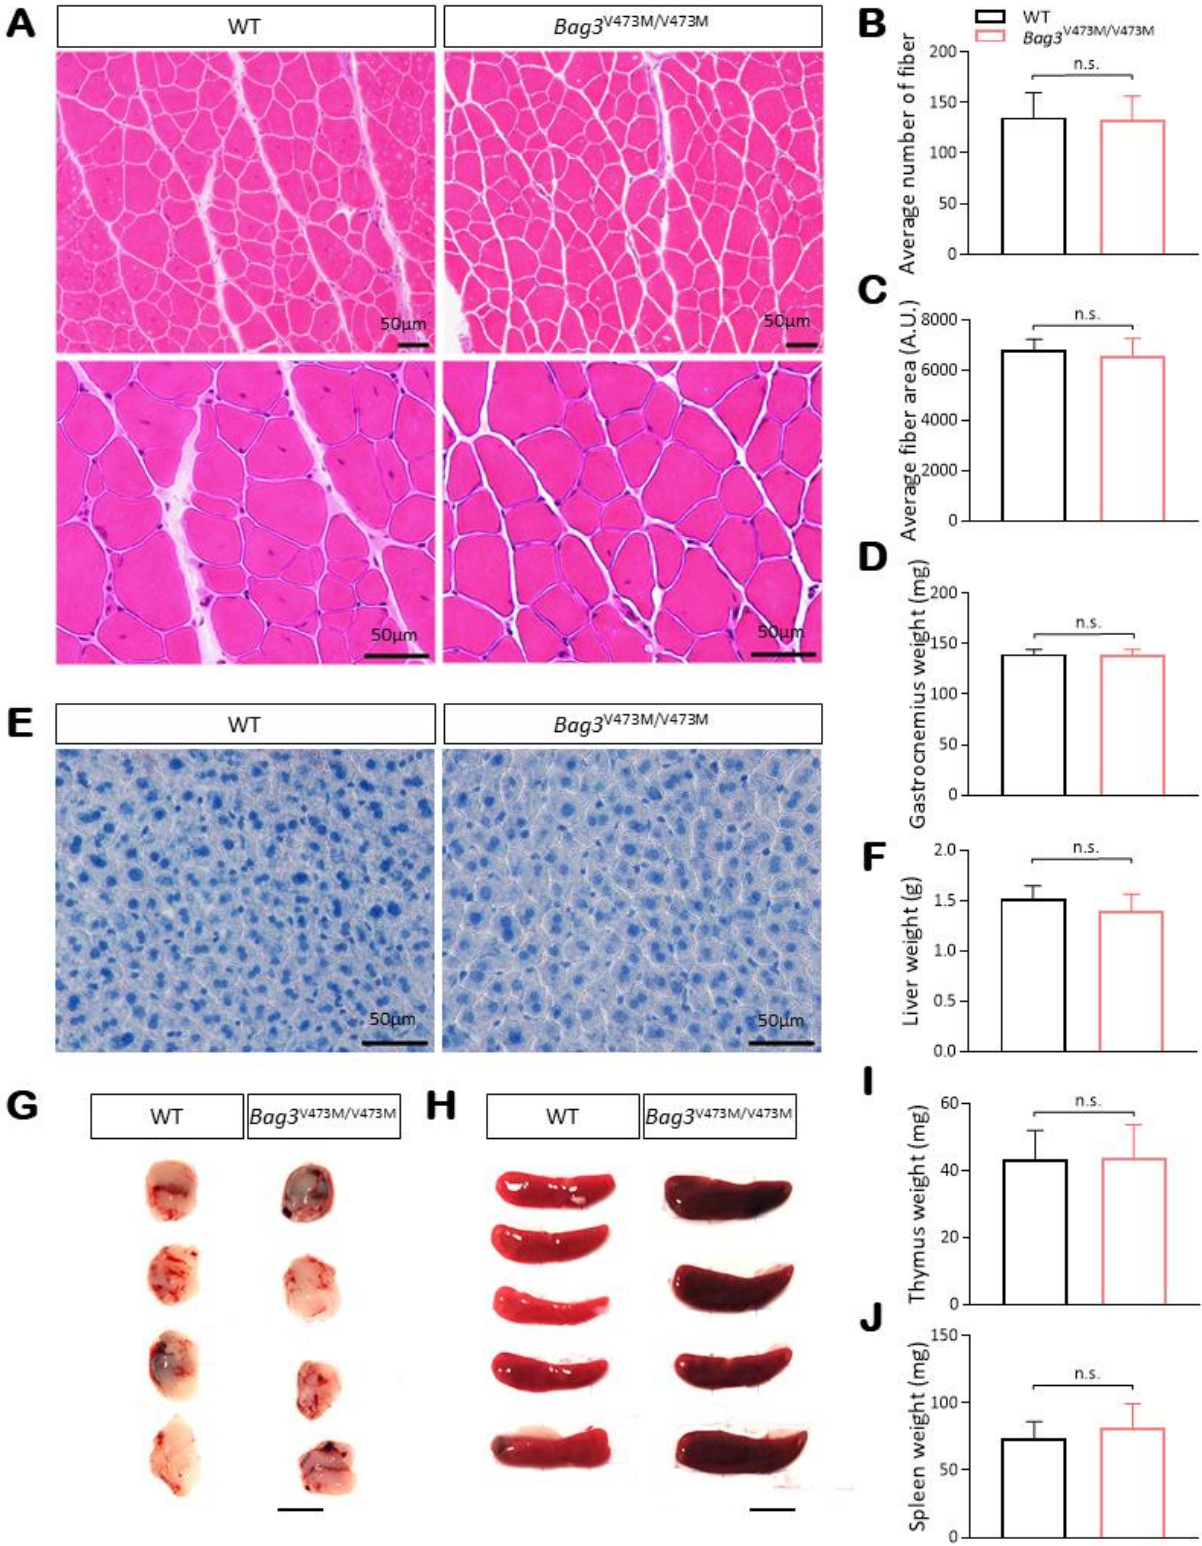 A
WT
Bag3V473M/V473M
50µm
50µm
50µm
50µm
B
WT
Bag3V473M/V473M
Average number of fiber
200
150
100
50
0
n.s.
C
Average fiber area (A.U.)
8000
6000
4000
2000
0
n.s.
D
Gastrocnemius weight (mg)
200
150
100
50
0
n.s.
E
WT
Bag3V473M/V473M
50µm
50µm
F
Liver weight (g)
2.0
1.5
1.0
0.5
0.0
n.s.
G
WT
Bag3V473M/V473M
H
WT
Bag3V473M/V473M
I
Thymus weight (mg)
60
40
20
0
n.s.
J
Spleen weight (mg)
150
100
50
0
n.s.